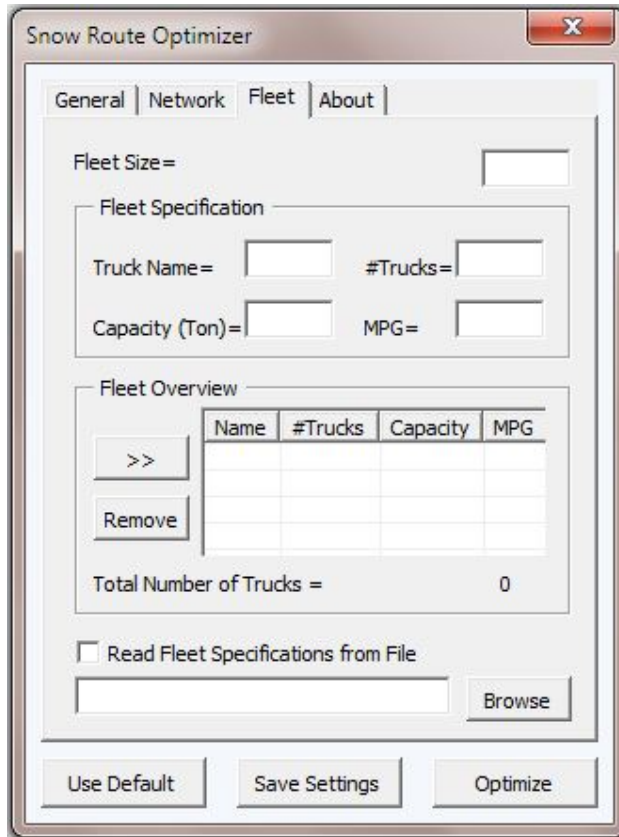 Snow Route Optimizer
General Network Fleet About
Fleet Size=
Fleet Specification
Truck Name= #Trucks=
Capacity (Ton)= MPG=
Fleet Overview
Name #Trucks Capacity MPG
>>
Remove
Total Number of Trucks = 0
Read Fleet Specifications from File
Browse
Use Default Save Settings Optimize